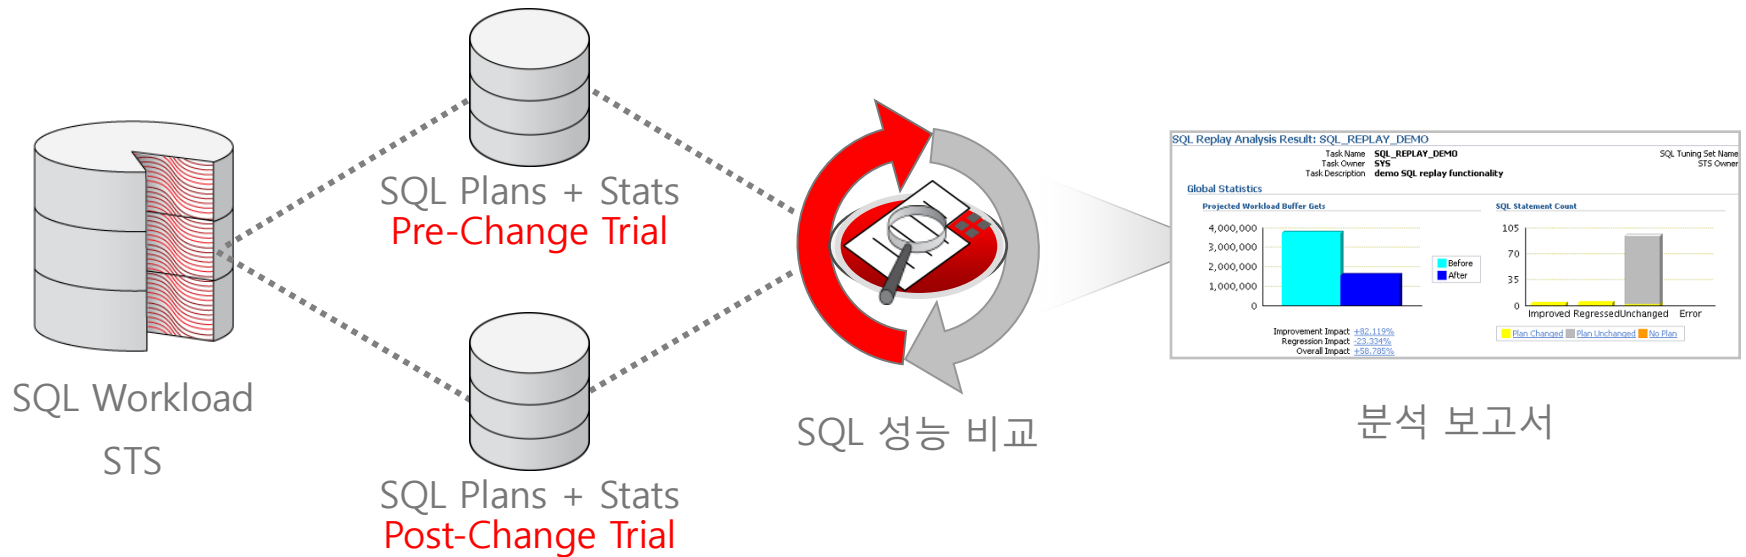 SQL Workload
STS
SQL Plans + Stats
Pre-Change Trial
SQL Plans + Stats
Post-Change Trial
SQL 성능 비교
SQL Replay Analysis Result: SQL_REPLAY_DEMO
Task Name SQL_REPLAY_DEMO
Task Owner SYS
Task Description demo SQL replay functionality
SQL Tuning Set Name
STS Owner
Global Statistics
Projected Workload Buffer Gets
4,000,000
3,000,000
2,000,000
1,000,000
0
Before
After
Improvement Impact +82.119%
Regression Impact -23.334%
Overall Impact +58.785%
SQL Statement Count
105
70
35
0
Improved Regressed Unchanged Error
Plan Changed Plan Unchanged No Plan
분석 보고서